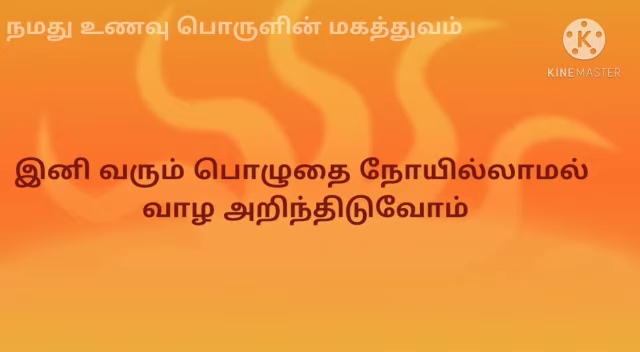 நமது உணவு பொருளின் மகத்துவம்
KINEMASTER
இனி வரும் பொழுதை நோயில்லாமல்
வாழ அறிந்திடுவோம்